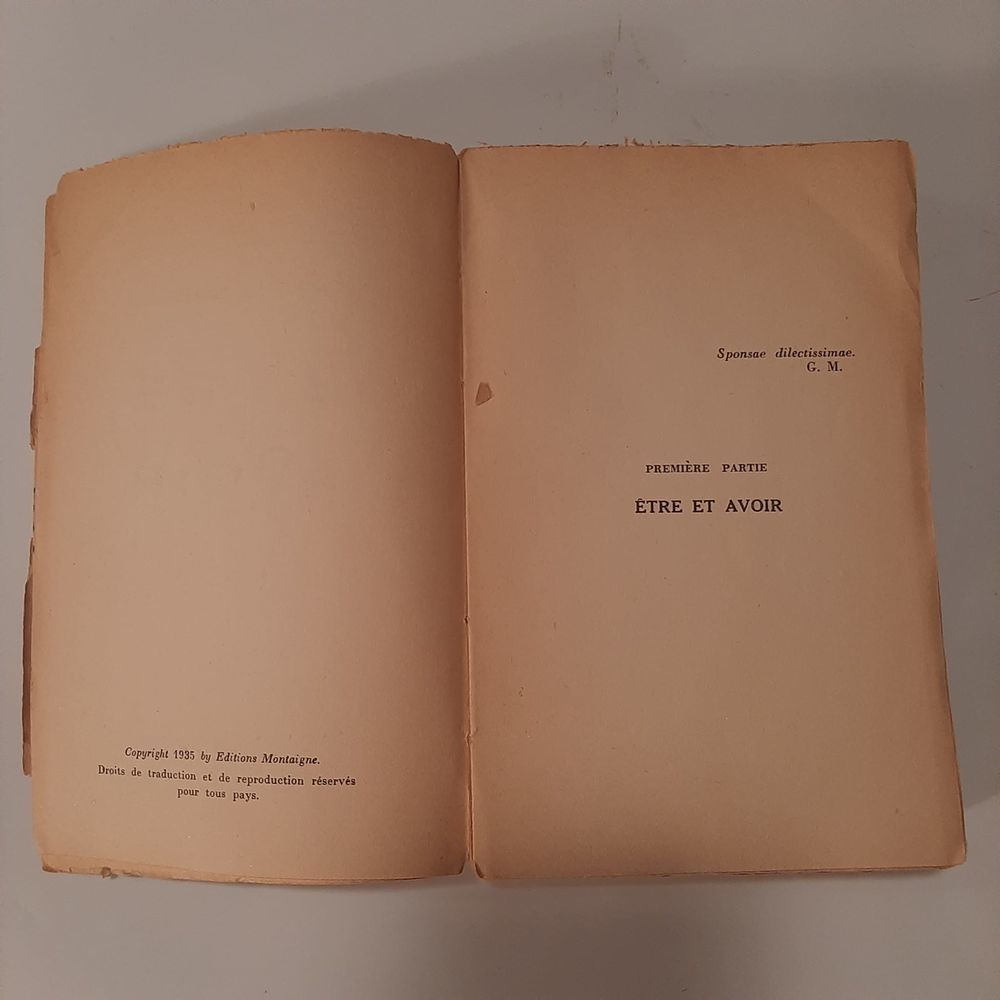 Copyright 1935 by Editions Montaigne.
Droits de traduction et de reproduction réservés
pour tous pays.
Sponsae dilectissimae.
G. M.
PREMIÈRE PARTIE
ÊTRE ET AVOIR